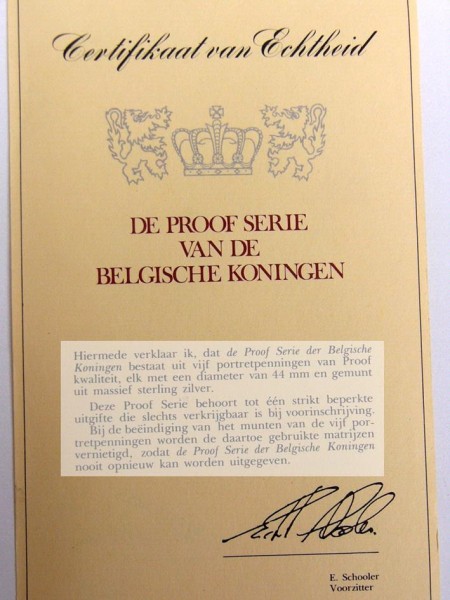 Certifikaat van Echtheid
DE PROOF SERIE
VAN DE
BELGISCHE KONINGEN
Hiermede verklaar ik, dat de Proof Serie der Belgische
Koningen bestaat uit vijf portretpenningen van Proof
kwaliteit, elk met een diameter van 44 mm en gemunt
uit massief sterling zilver.
Deze Proof Serie behoort tot één strikt beperkte
uitgifte die slechts verkrijgbaar is bij voorinschrijving.
Bij de beëindiging van het munten van de vijf por-
tretpenningen worden de daartoe gebruikte matrijzen
vernietigd, zodat de Proof Serie der Belgische Koningen
nooit opnieuw kan worden uitgegeven.
E. Schooler
Voorzitter